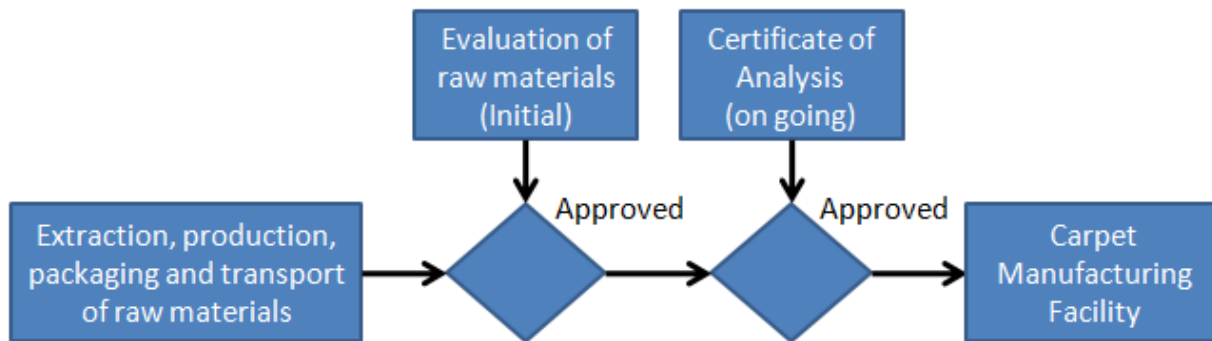 Evaluation of
raw materials
(Initial)
Certificate of
Analysis
(on going)
Approved
Approved
Extraction, production,
packaging and transport
of raw materials
Carpet
Manufacturing
Facility